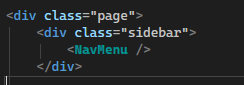 <div class="page">
    <div class="sidebar">
        <NavMenu />
    </div>